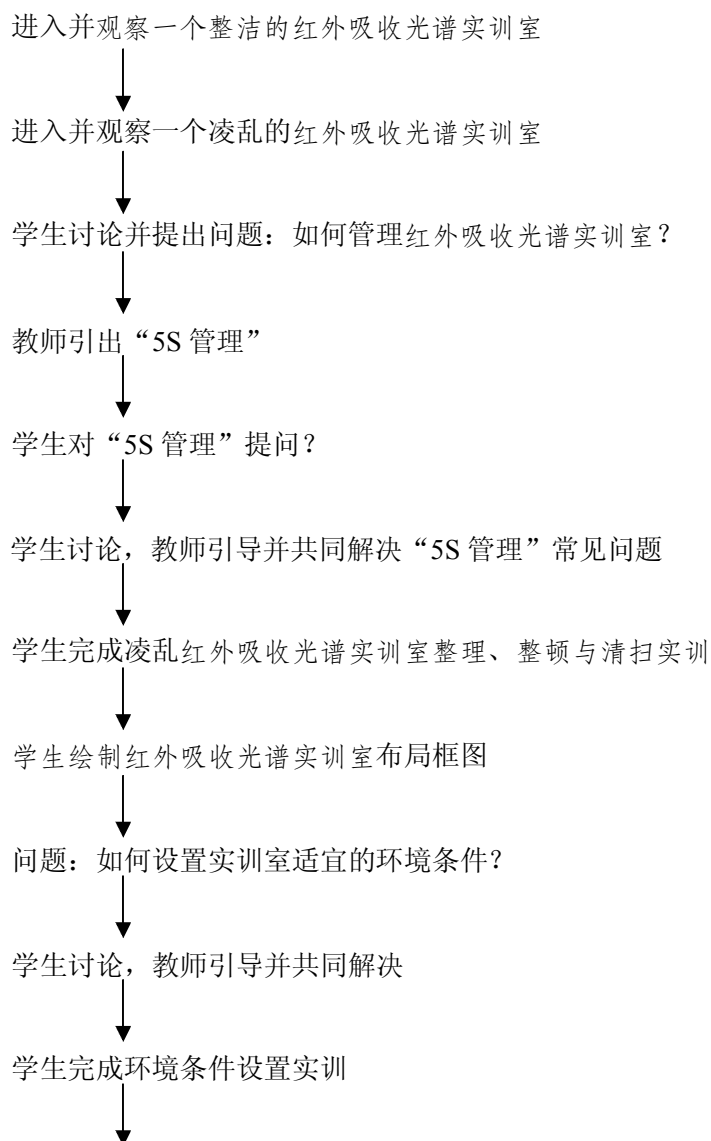 进入并观察一个整洁的红外吸收光谱实训室
进入并观察一个凌乱的红外吸收光谱实训室
学生讨论并提出问题：如何管理红外吸收光谱实训室？
教师引出“5S 管理”
学生对“5S 管理”提问？
学生讨论，教师引导并共同解决“5S 管理”常见问题
学生完成凌乱红外吸收光谱实训室整理、整顿与清扫实训
学生绘制红外吸收光谱实训室布局框图
问题：如何设置实训室适宜的环境条件？
学生讨论，教师引导并共同解决
学生完成环境条件设置实训